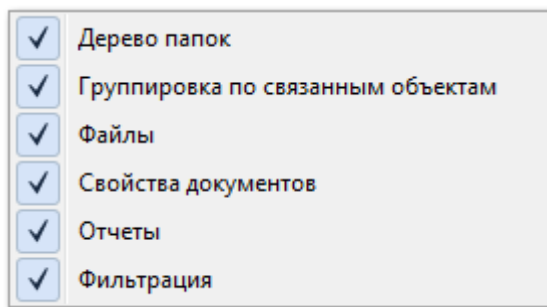 Дерево папок
Группировка по связанным объектам
Файлы
Свойства документов
Отчеты
Фильтрация